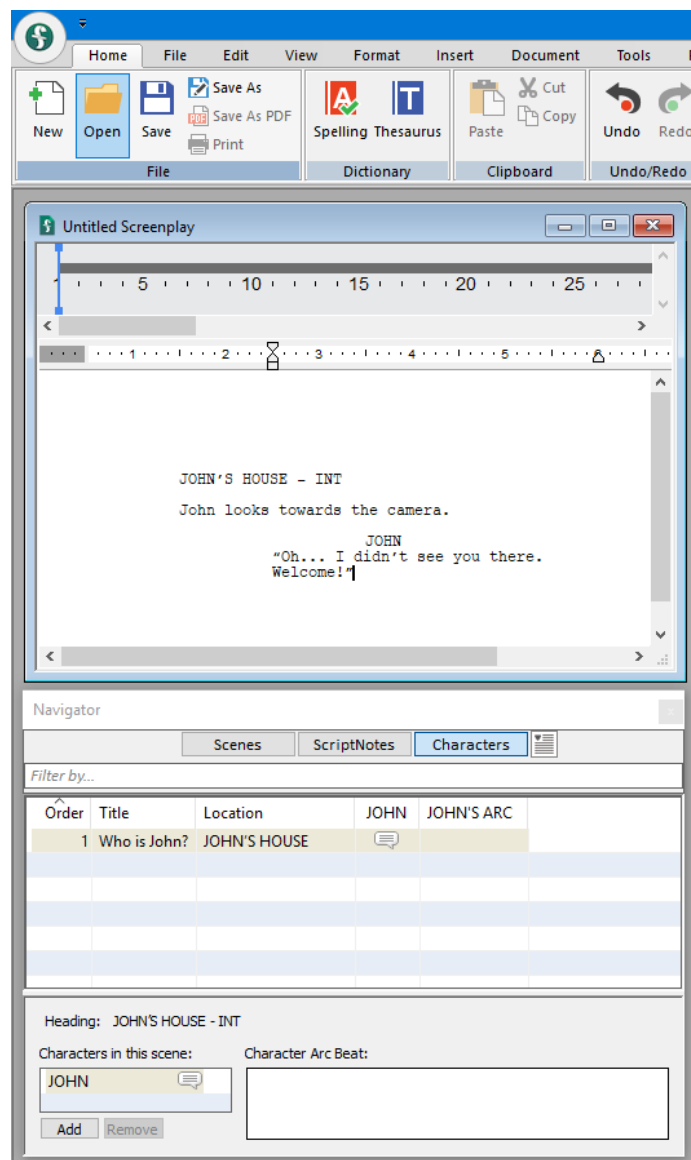 Home File Edit View Format Insert Document Tools
New Open Save Save As Save As PDF Print Spelling Thesaurus Paste Cut Copy Undo Redo
File Dictionary Clipboard Undo/Redo
Untitled Screenplay
1 5 10 15 20 25
1 2 3 4 5 6
JOHN'S HOUSE - INT
John looks towards the camera.
JOHN
"Oh... I didn't see you there.
Welcome!"
Navigator
Scenes ScriptNotes Characters
Filter by...
Order Title Location JOHN JOHN'S ARC
1 Who is John? JOHN'S HOUSE
Heading: JOHN'S HOUSE - INT
Characters in this scene: Character Arc Beat:
JOHN
Add Remove